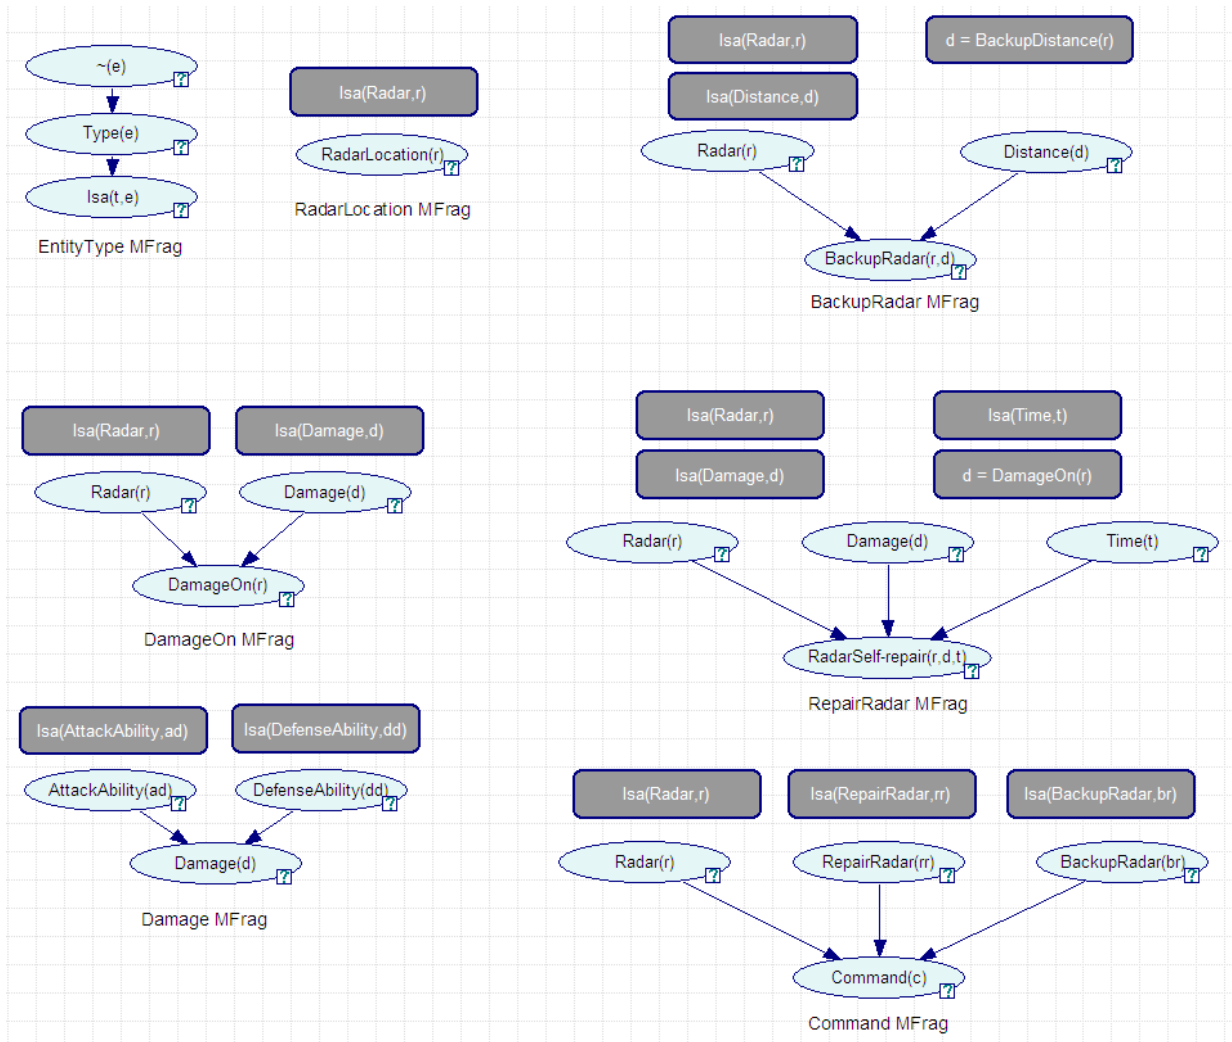 ~(e)
?
Type(e)
?
Isa(t,e)
?
EntityType MFrag
Isa(Radar,r)
RadarLocation(r)
?
RadarLocation MFrag
Isa(Radar,r)
d = BackupDistance(r)
Isa(Distance,d)
Radar(r)
?
Distance(d)
?
BackupRadar(r,d)
?
BackupRadar MFrag
Isa(Radar,r)
Isa(Damage,d)
Radar(r)
?
Damage(d)
?
DamageOn(r)
?
DamageOn MFrag
Isa(Radar,r)
Isa(Time,t)
Isa(Damage,d)
d = DamageOn(r)
Radar(r)
?
Damage(d)
?
Time(t)
?
RadarSelf-repair(r,d,t)
?
RepairRadar MFrag
Isa(AttackAbility,ad)
Isa(DefenseAbility,dd)
AttackAbility(ad)
?
DefenseAbility(dd)
?
Damage(d)
?
Damage MFrag
Isa(Radar,r)
Isa(RepairRadar,rr)
Isa(BackupRadar,br)
Radar(r)
?
RepairRadar(rr)
?
BackupRadar(br)
?
Command(c)
?
Command MFrag